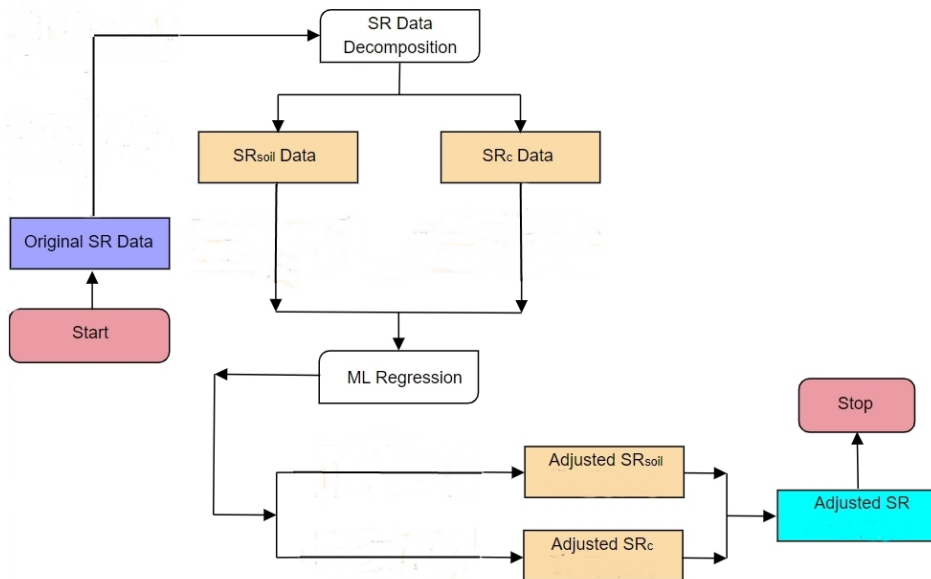 SR Data
Decomposition
SRsoil Data
SRc Data
Original SR Data
Start
ML Regression
Stop
Adjusted SRsoil
Adjusted SR
Adjusted SRc